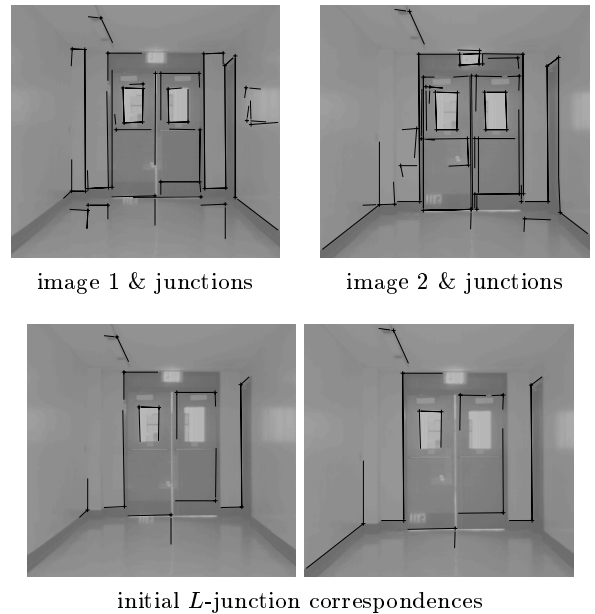 image 1 & junctions
image 2 & junctions
initial L-junction correspondences